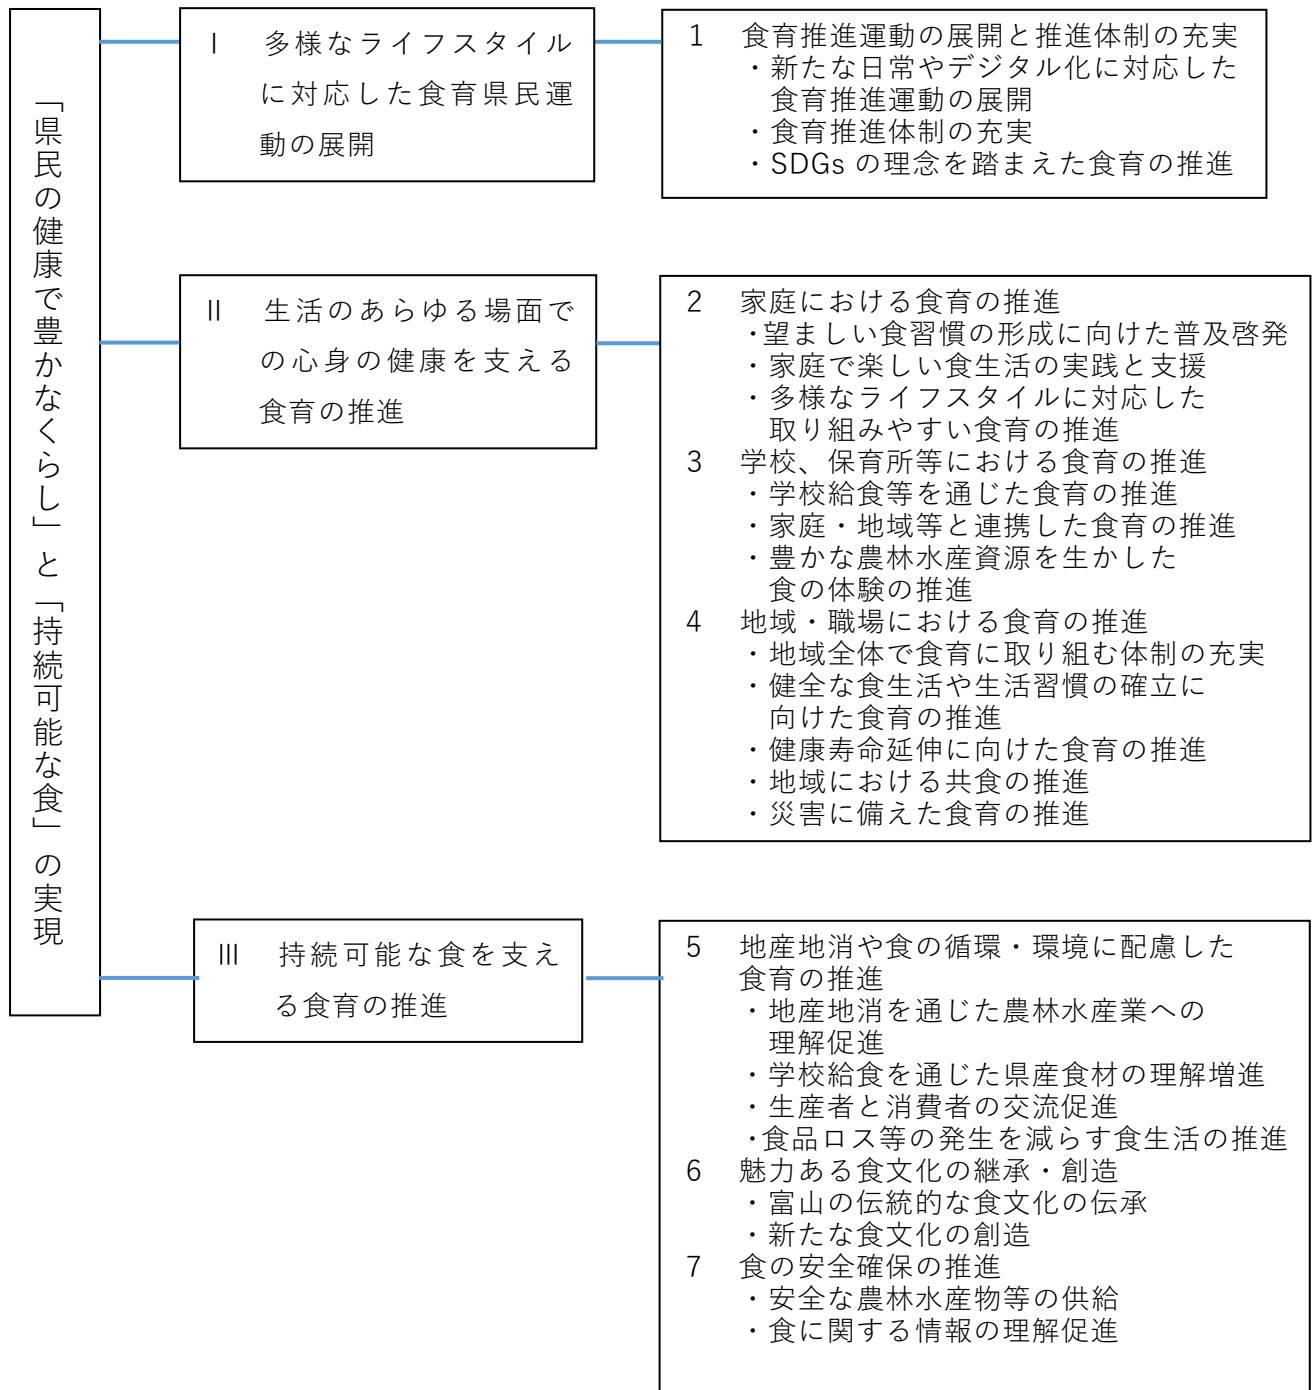 「県民の健康で豊かなくらし」と「持続可能な食」の実現
Ⅰ 多様なライフスタイル
に対応した食育県民運
動の展開
1 食育推進運動の展開と推進体制の充実
・新たな日常やデジタル化に対応した
食育推進運動の展開
・食育推進体制の充実
・SDGs の理念を踏まえた食育の推進
Ⅱ 生活のあらゆる場面で
の心身の健康を支える
食育の推進
2 家庭における食育の推進
・望ましい食習慣の形成に向けた普及啓発
・家庭で楽しい食生活の実践と支援
・多様なライフスタイルに対応した
取り組みやすい食育の推進
3 学校、保育所等における食育の推進
・学校給食等を通じた食育の推進
・家庭・地域等と連携した食育の推進
・豊かな農林水産資源を生かした
食の体験の推進
4 地域・職場における食育の推進
・地域全体で食育に取り組む体制の充実
・健全な食生活や生活習慣の確立に
向けた食育の推進
・健康寿命延伸に向けた食育の推進
・地域における共食の推進
・災害に備えた食育の推進
Ⅲ 持続可能な食を支え
る食育の推進
5 地産地消や食の循環・環境に配慮した
食育の推進
・地産地消を通じた農林水産業への
理解促進
・学校給食を通じた県産食材の理解増進
・生産者と消費者の交流促進
・食品ロス等の発生を減らす食生活の推進
6 魅力ある食文化の継承・創造
・富山の伝統的な食文化の伝承
・新たな食文化の創造
7 食の安全確保の推進
・安全な農林水産物等の供給
・食に関する情報の理解促進